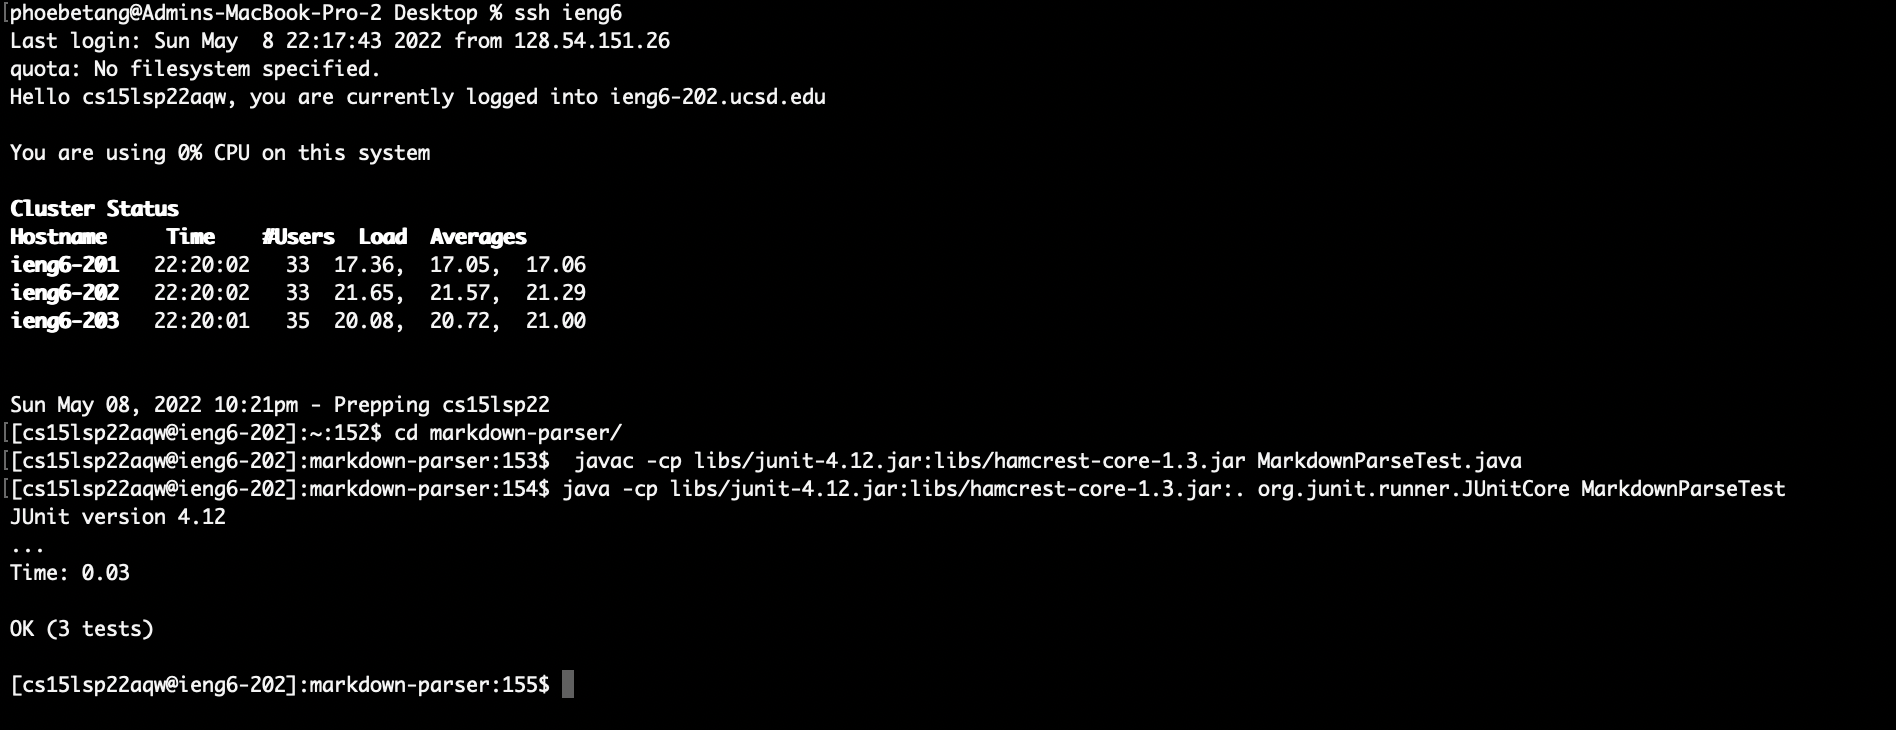 [phoebetang@Admins-MacBook-Pro-2 Desktop % ssh ieng6
Last login: Sun May  8 22:17:43 2022 from 128.54.151.26
quota: No filesystem specified.
Hello cs15lsp22aqw, you are currently logged into ieng6-202.ucsd.edu
You are using 0% CPU on this system
Cluster Status
Hostname     Time    #Users  Load  Averages
ieng6-201   22:20:02   33  17.36,  17.05,  17.06
ieng6-202   22:20:02   33  21.65,  21.57,  21.29
ieng6-203   22:20:01   35  20.08,  20.72,  21.00
Sun May 08, 2022 10:21pm - Prepping cs15lsp22
[[cs15lsp22aqw@ieng6-202]:~:152$ cd markdown-parser/
[[cs15lsp22aqw@ieng6-202]:markdown-parser:153$  javac -cp libs/junit-4.12.jar:libs/hamcrest-core-1.3.jar MarkdownParseTest.java
[[cs15lsp22aqw@ieng6-202]:markdown-parser:154$ java -cp libs/junit-4.12.jar:libs/hamcrest-core-1.3.jar:. org.junit.runner.JUnitCore MarkdownParseTest
JUnit version 4.12
...
Time: 0.03
OK (3 tests)
[cs15lsp22aqw@ieng6-202]:markdown-parser:155$